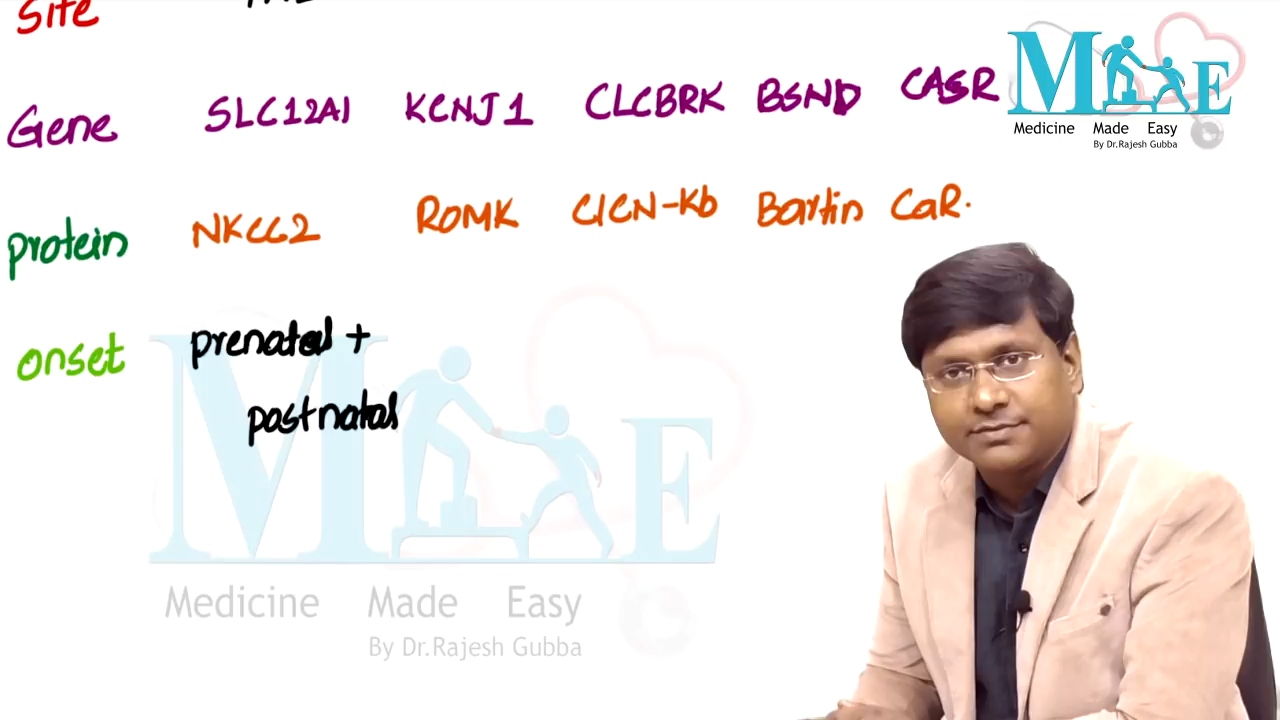 Site
Gene SLC12A1 KCNJ1 CLCBRK BSND CASR
protein NKCC2 ROMK ClCN-Kb Bartin CaR.
onset prenatal +
postnatal
M E
Medicine Made Easy
By Dr.Rajesh Gubba
M E
Medicine Made Easy
By Dr.Rajesh Gubba